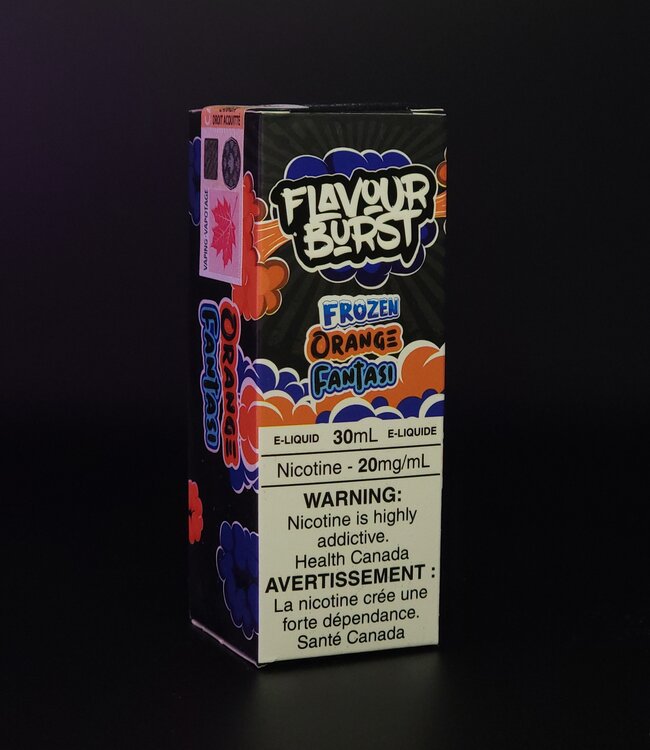 DROIT ACQUITTÉ
VAPING / VAPOTAGE
ORANGE
FANTASI
FLAVOUR
BURST
FROZEN
ORANGE
FANTASI
E-LIQUID 30mL E-LIQUIDE
Nicotine - 20mg/mL
WARNING:
Nicotine is highly
addictive.
Health Canada
AVERTISSEMENT :
La nicotine crée une
forte dépendance.
Santé Canada